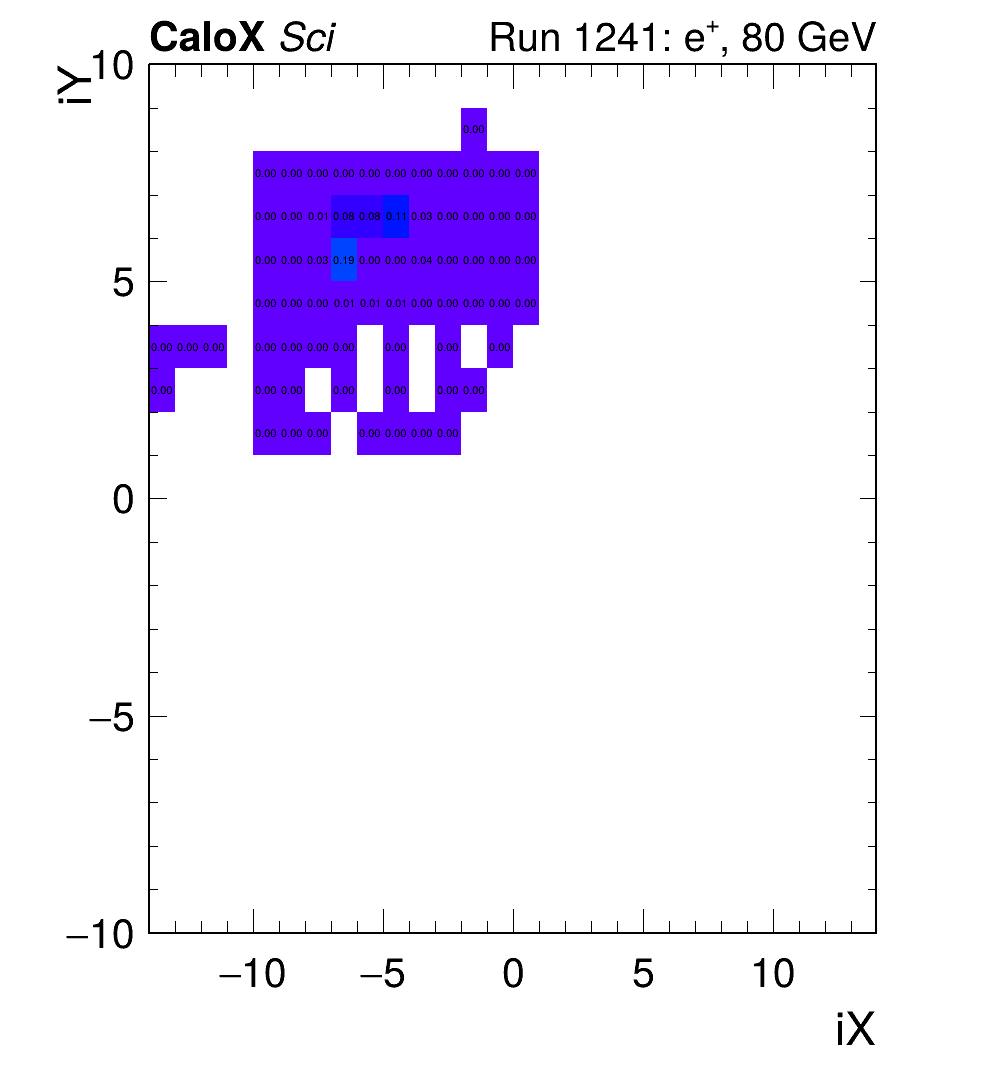 CaloX Sci Run 1241: e+, 80 GeV
iY
10
0.00
0.00 0.00 0.00 0.00 0.00 0.00 0.00 0.00 0.00 0.00 0.00
0.00 0.00 0.01 0.08 0.08 0.11 0.03 0.00 0.00 0.00 0.00
0.00 0.00 0.03 0.19 0.00 0.00 0.04 0.00 0.00 0.00 0.00
5
0.00 0.00 0.00 0.01 0.01 0.01 0.00 0.00 0.00 0.00 0.00
0.00 0.00 0.00 0.00 0.00 0.00 0.00 0.00 0.00 0.00
0.00 0.00 0.00 0.00 0.00 0.00 0.00
0.00 0.00 0.00 0.00 0.00 0.00 0.00
0
−5
−10
−10 −5 0 5 10
iX